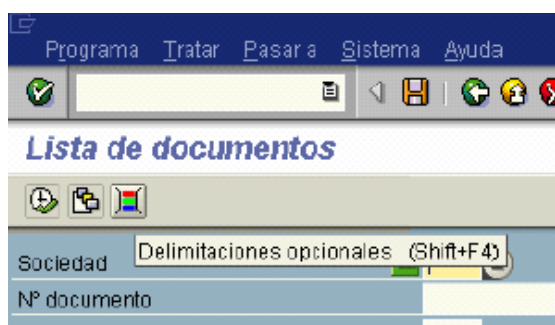 Programa Tratar Pasar a Sistema Ayuda
Lista de documentos
Delimitaciones opcionales (Shift+F4)
Sociedad
Nº documento